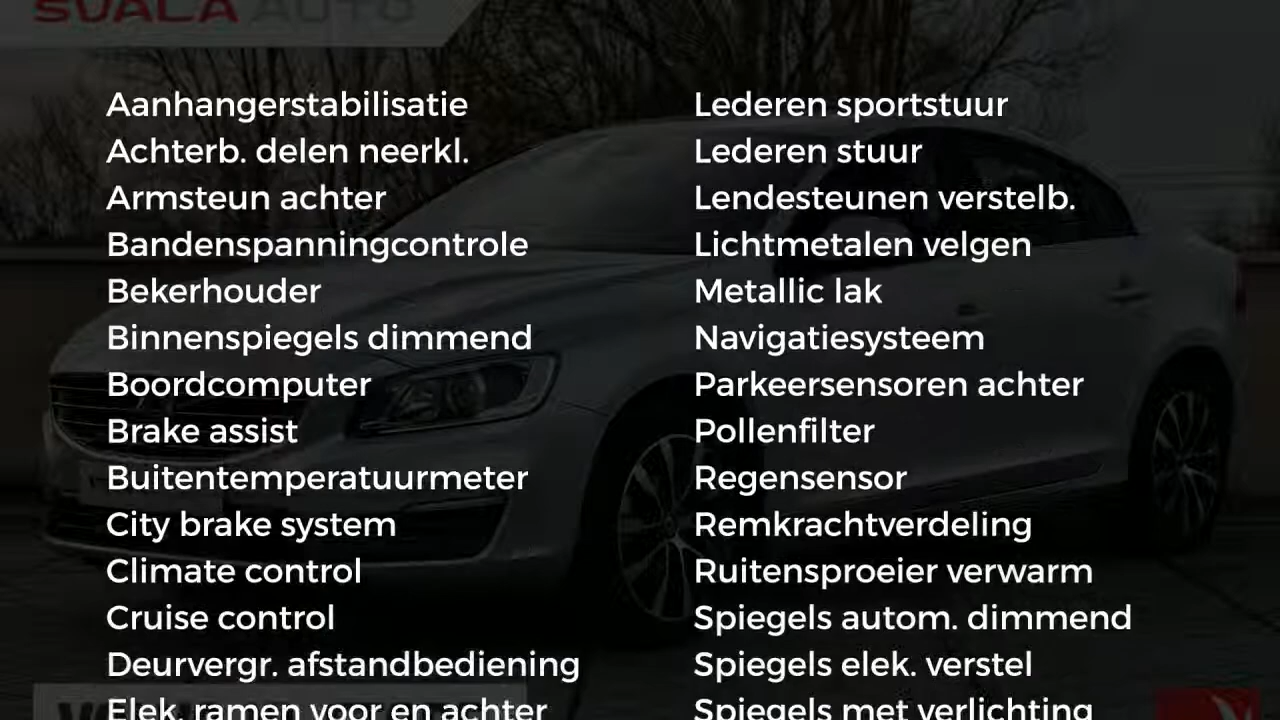 SVALA AUTO
Aanhangerstabilisatie
Achterb. delen neerkl.
Armsteun achter
Bandenspanningcontrole
Bekerhouder
Binnenspiegels dimmend
Boordcomputer
Brake assist
Buitentemperatuurmeter
City brake system
Climate control
Cruise control
Deurvergr. afstandbediening
Elek. ramen voor en achter
Lederen sportstuur
Lederen stuur
Lendesteunen verstelb.
Lichtmetalen velgen
Metallic lak
Navigatiesysteem
Parkeersensoren achter
Pollenfilter
Regensensor
Remkrachtverdeling
Ruitensproeier verwarm
Spiegels autom. dimmend
Spiegels elek. verstel
Spiegels met verlichting